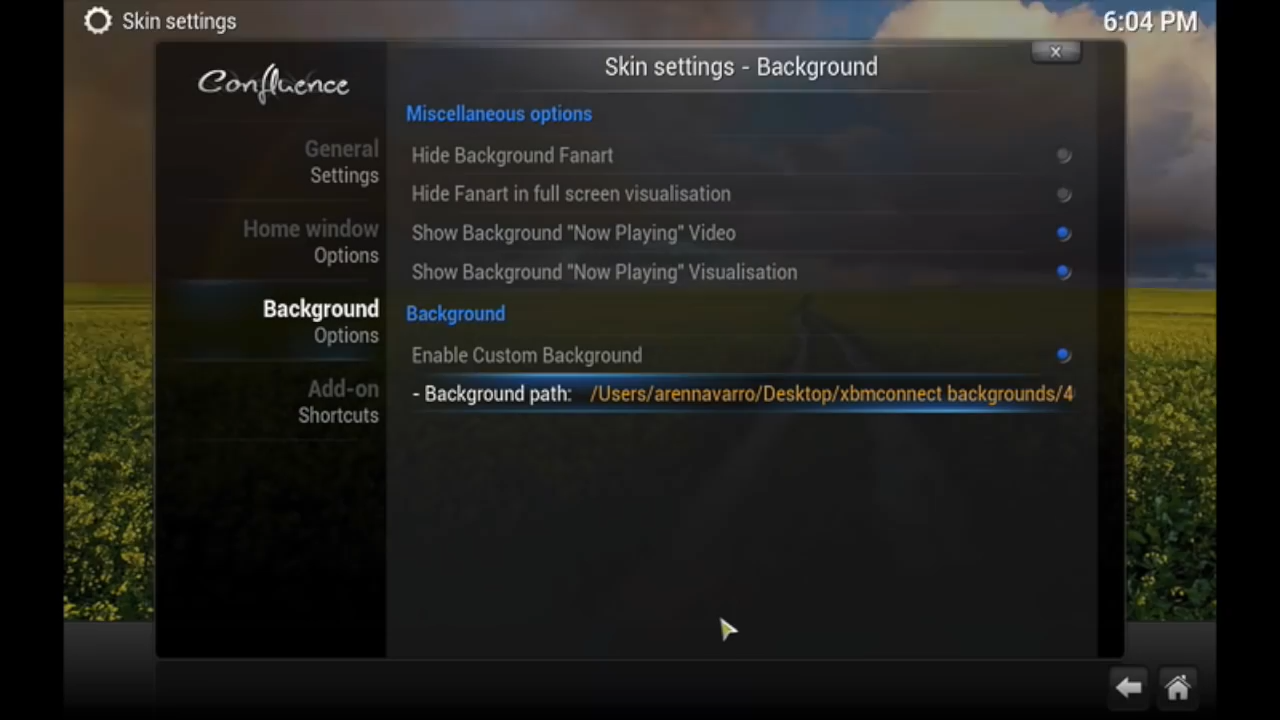 Skin settings
6:04 PM
Confluence
Skin settings - Background
x
General
Settings
Home window
Options
Background
Options
Add-on
Shortcuts
Miscellaneous options
Hide Background Fanart
Hide Fanart in full screen visualisation
Show Background "Now Playing" Video
Show Background "Now Playing" Visualisation
Background
Enable Custom Background
- Background path: /Users/arennavarro/Desktop/xbmconnect backgrounds/4